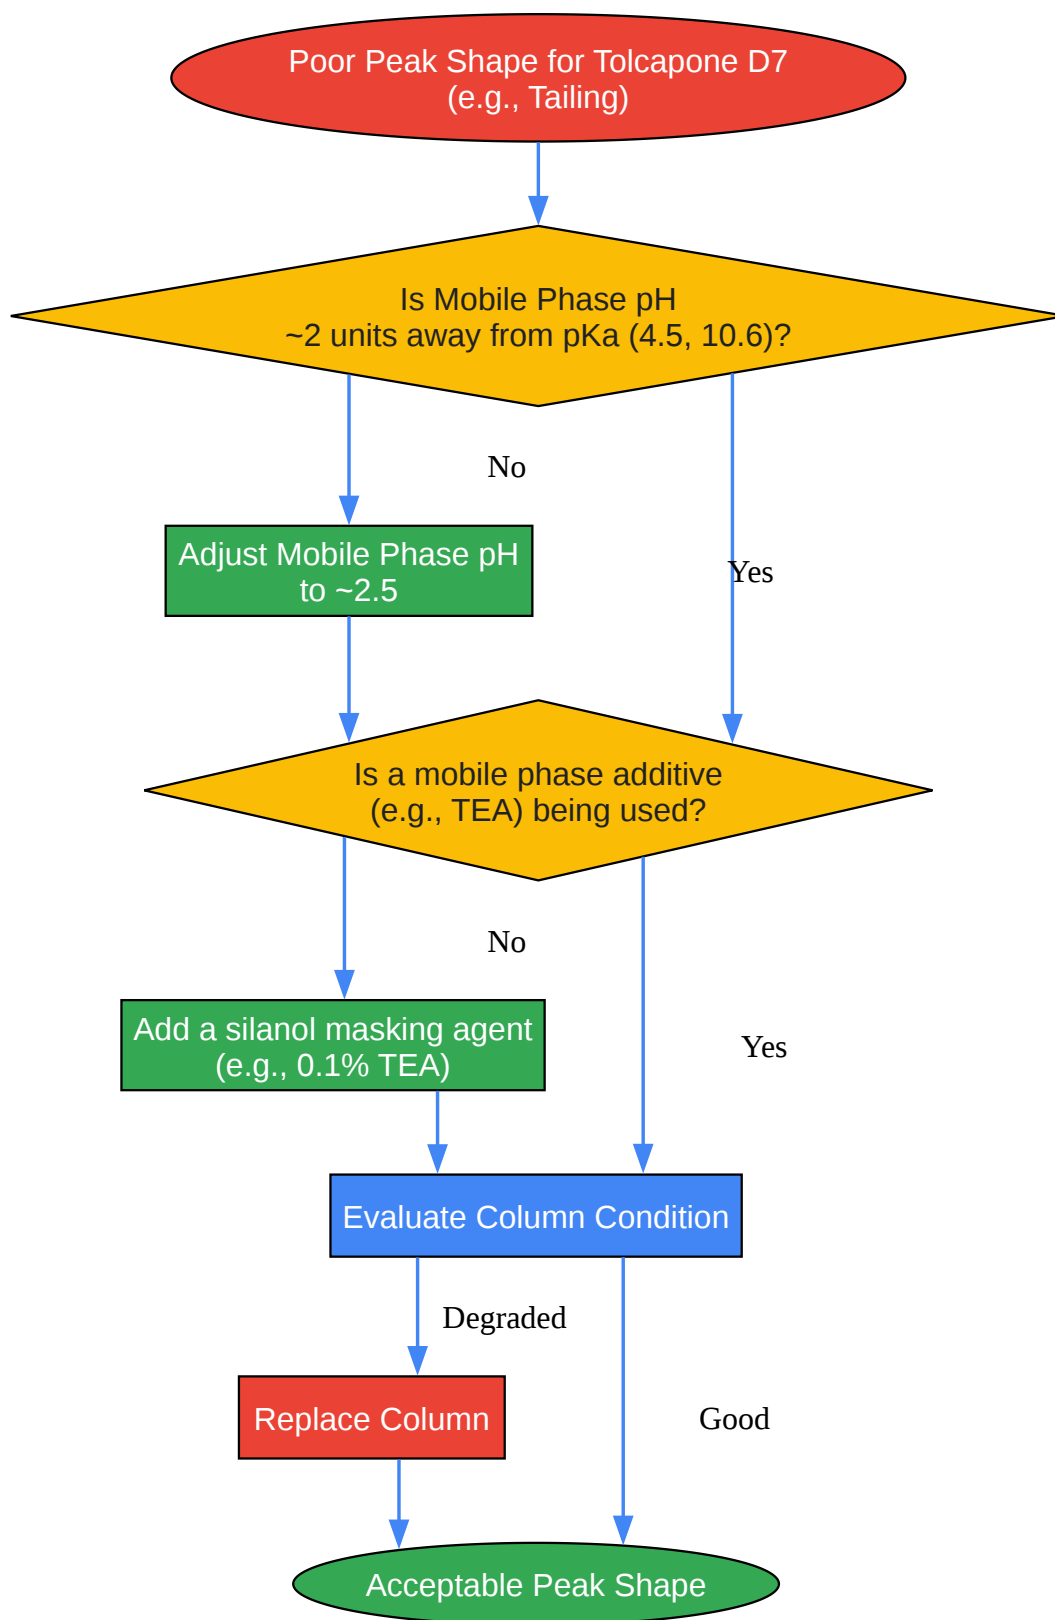 Poor Peak Shape for Tolcapone D7
(e.g., Tailing)
Is Mobile Phase pH
~2 units away from pKa (4.5, 10.6)?
No
Adjust Mobile Phase pH
to ~2.5
Yes
Is a mobile phase additive
(e.g., TEA) being used?
No
Add a silanol masking agent
(e.g., 0.1% TEA)
Yes
Evaluate Column Condition
Degraded
Replace Column
Good
Acceptable Peak Shape